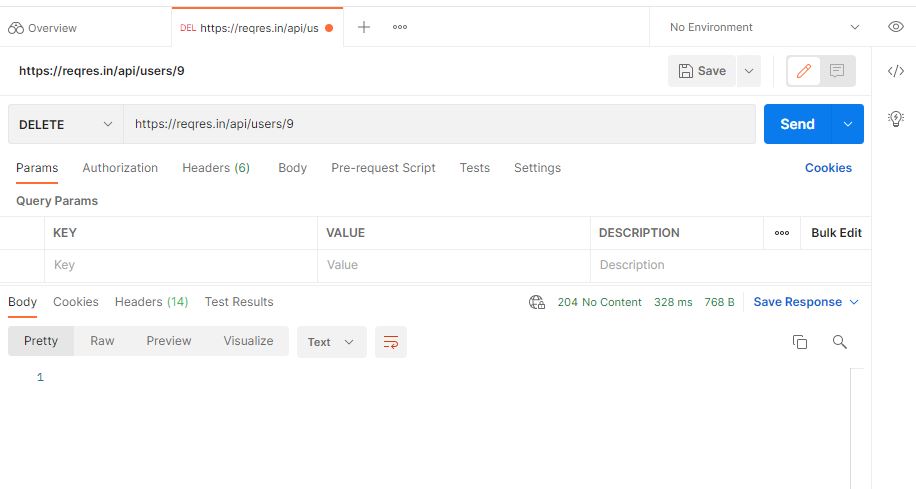 Overview DEL https://reqres.in/api/us No Environment
https://reqres.in/api/users/9 Save
DELETE https://reqres.in/api/users/9 Send
Params Authorization Headers (6) Body Pre-request Script Tests Settings Cookies
Query Params
KEY VALUE DESCRIPTION Bulk Edit
Key Value Description
Body Cookies Headers (14) Test Results 204 No Content 328 ms 768 B Save Response
Pretty Raw Preview Visualize Text
1